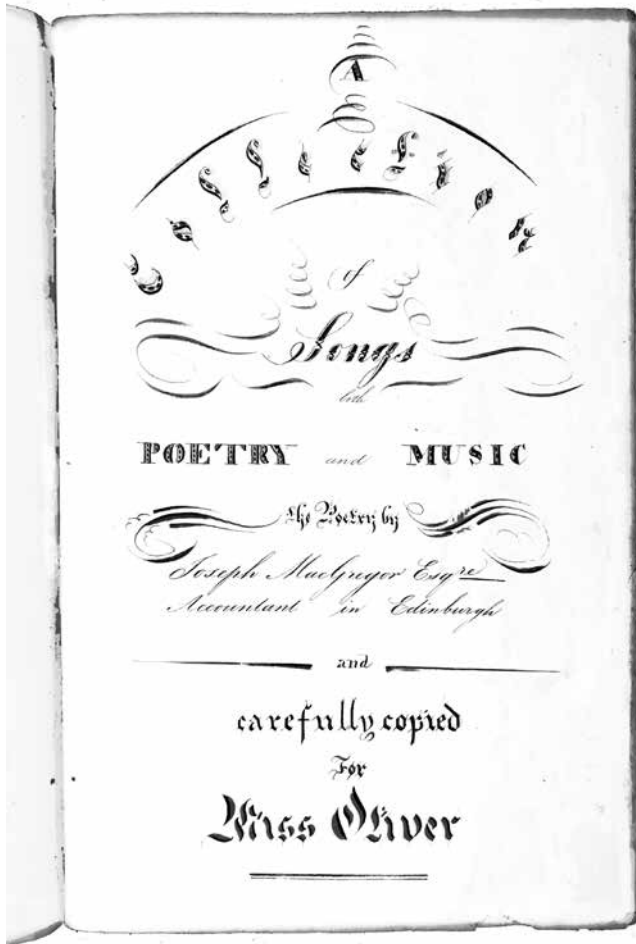 A
Collection
of
Songs
both
POETRY and MUSIC
the Poetry by
Joseph MacGregor Esqre
Accountant in Edinburgh
and
carefully copied
For
Miss Oliver